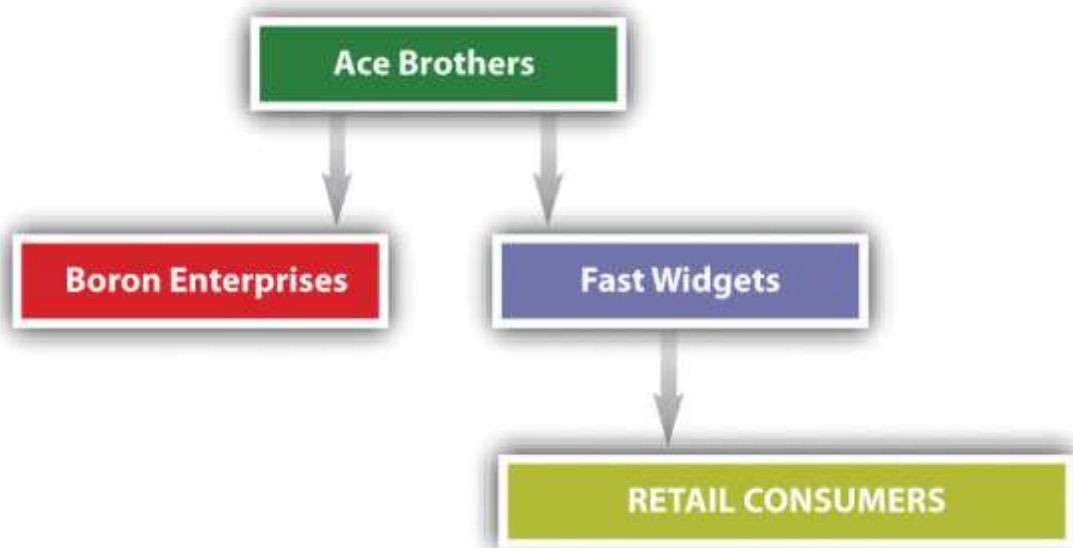 Ace Brothers
Boron Enterprises
Fast Widgets
RETAIL CONSUMERS